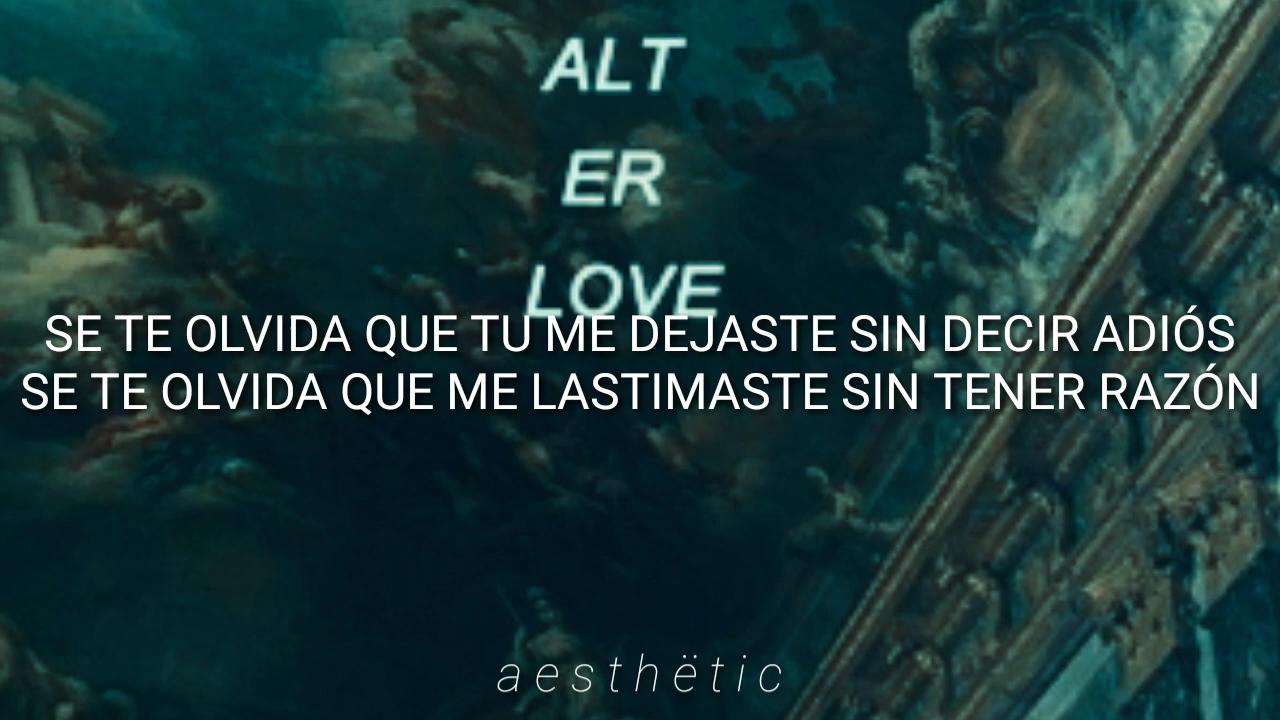 ALT
ER
LOVE
SE TE OLVIDA QUE TU ME DEJASTE SIN DECIR ADIÓS
SE TE OLVIDA QUE ME LASTIMASTE SIN TENER RAZÓN
aesthëtic